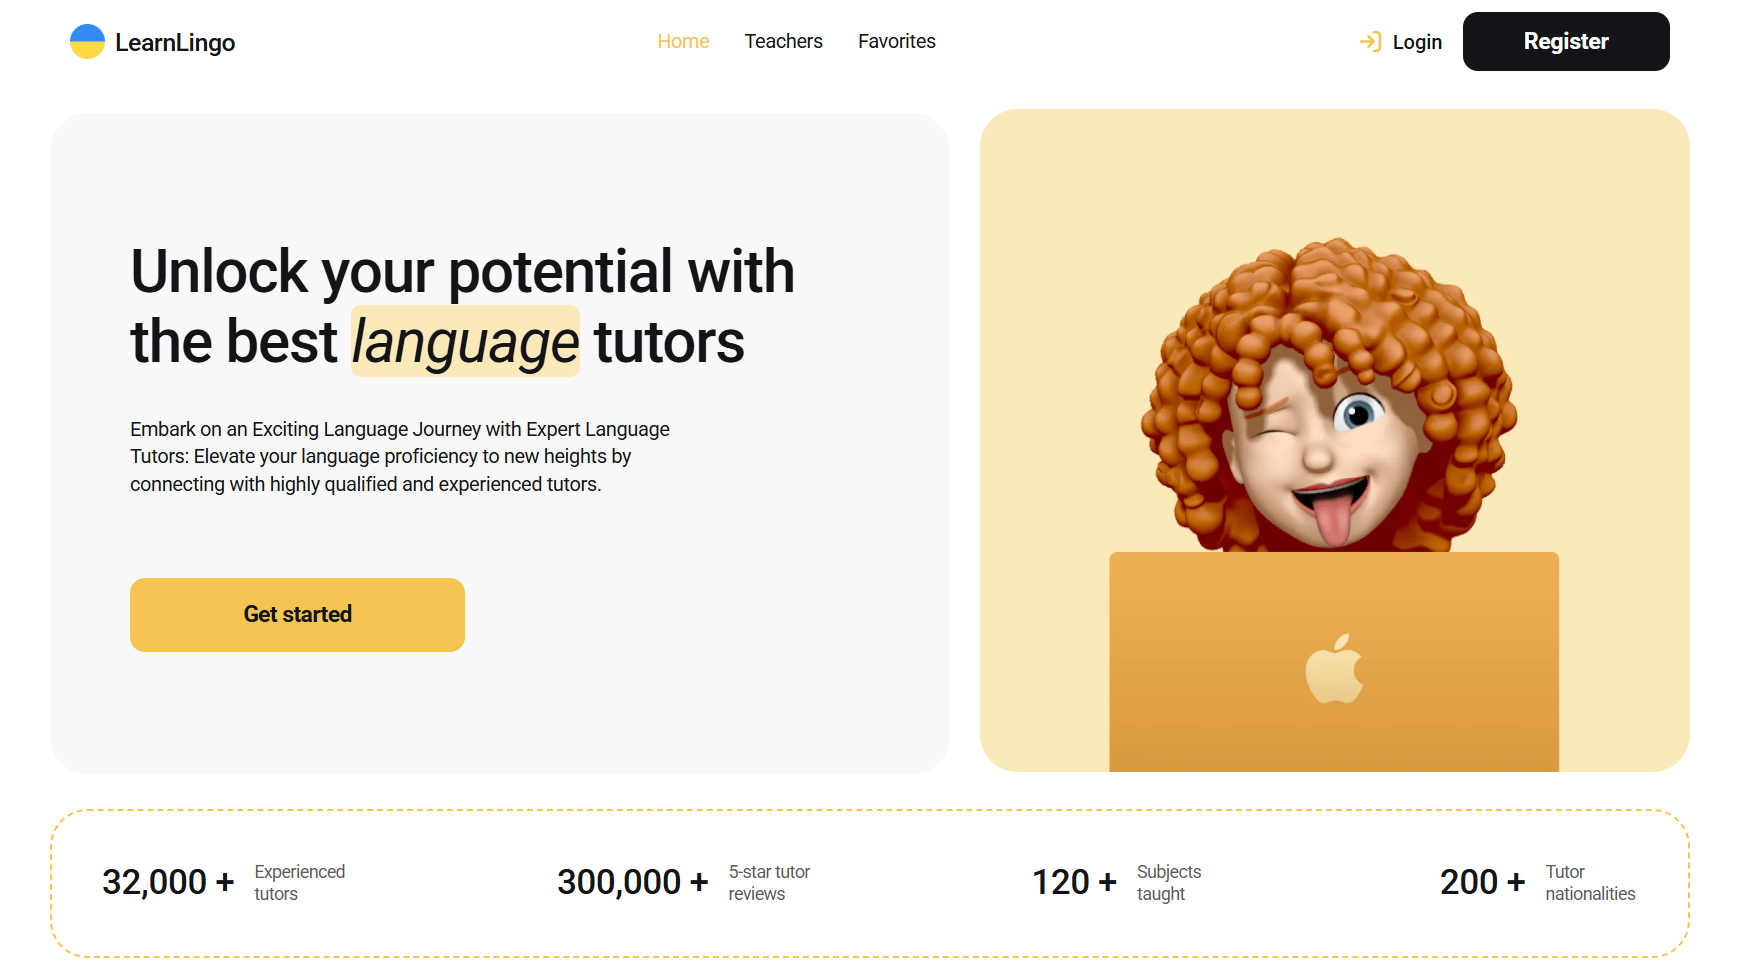 LearnLingo
Home Teachers Favorites
Login
Register
Unlock your potential with
the best language tutors
Embark on an Exciting Language Journey with Expert Language
Tutors: Elevate your language proficiency to new heights by
connecting with highly qualified and experienced tutors.
Get started
32,000 +
Experienced
tutors
300,000 +
5-star tutor
reviews
120 +
Subjects
taught
200 +
Tutor
nationalities